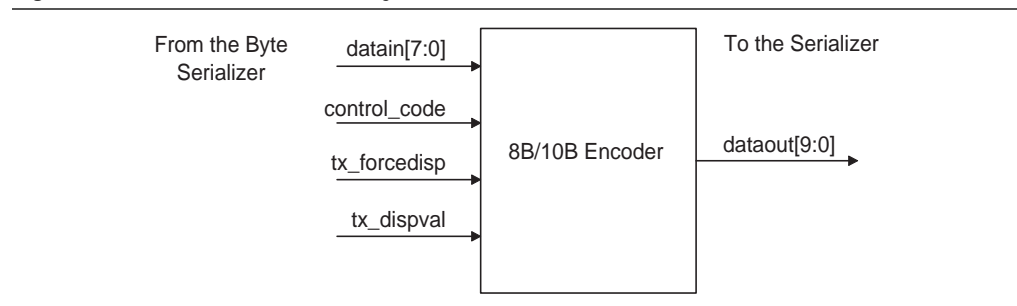 From the Byte
Serializer
datain[7:0]
To the Serializer
control_code
8B/10B Encoder
dataout[9:0]
tx_forcedisp
tx_dispval